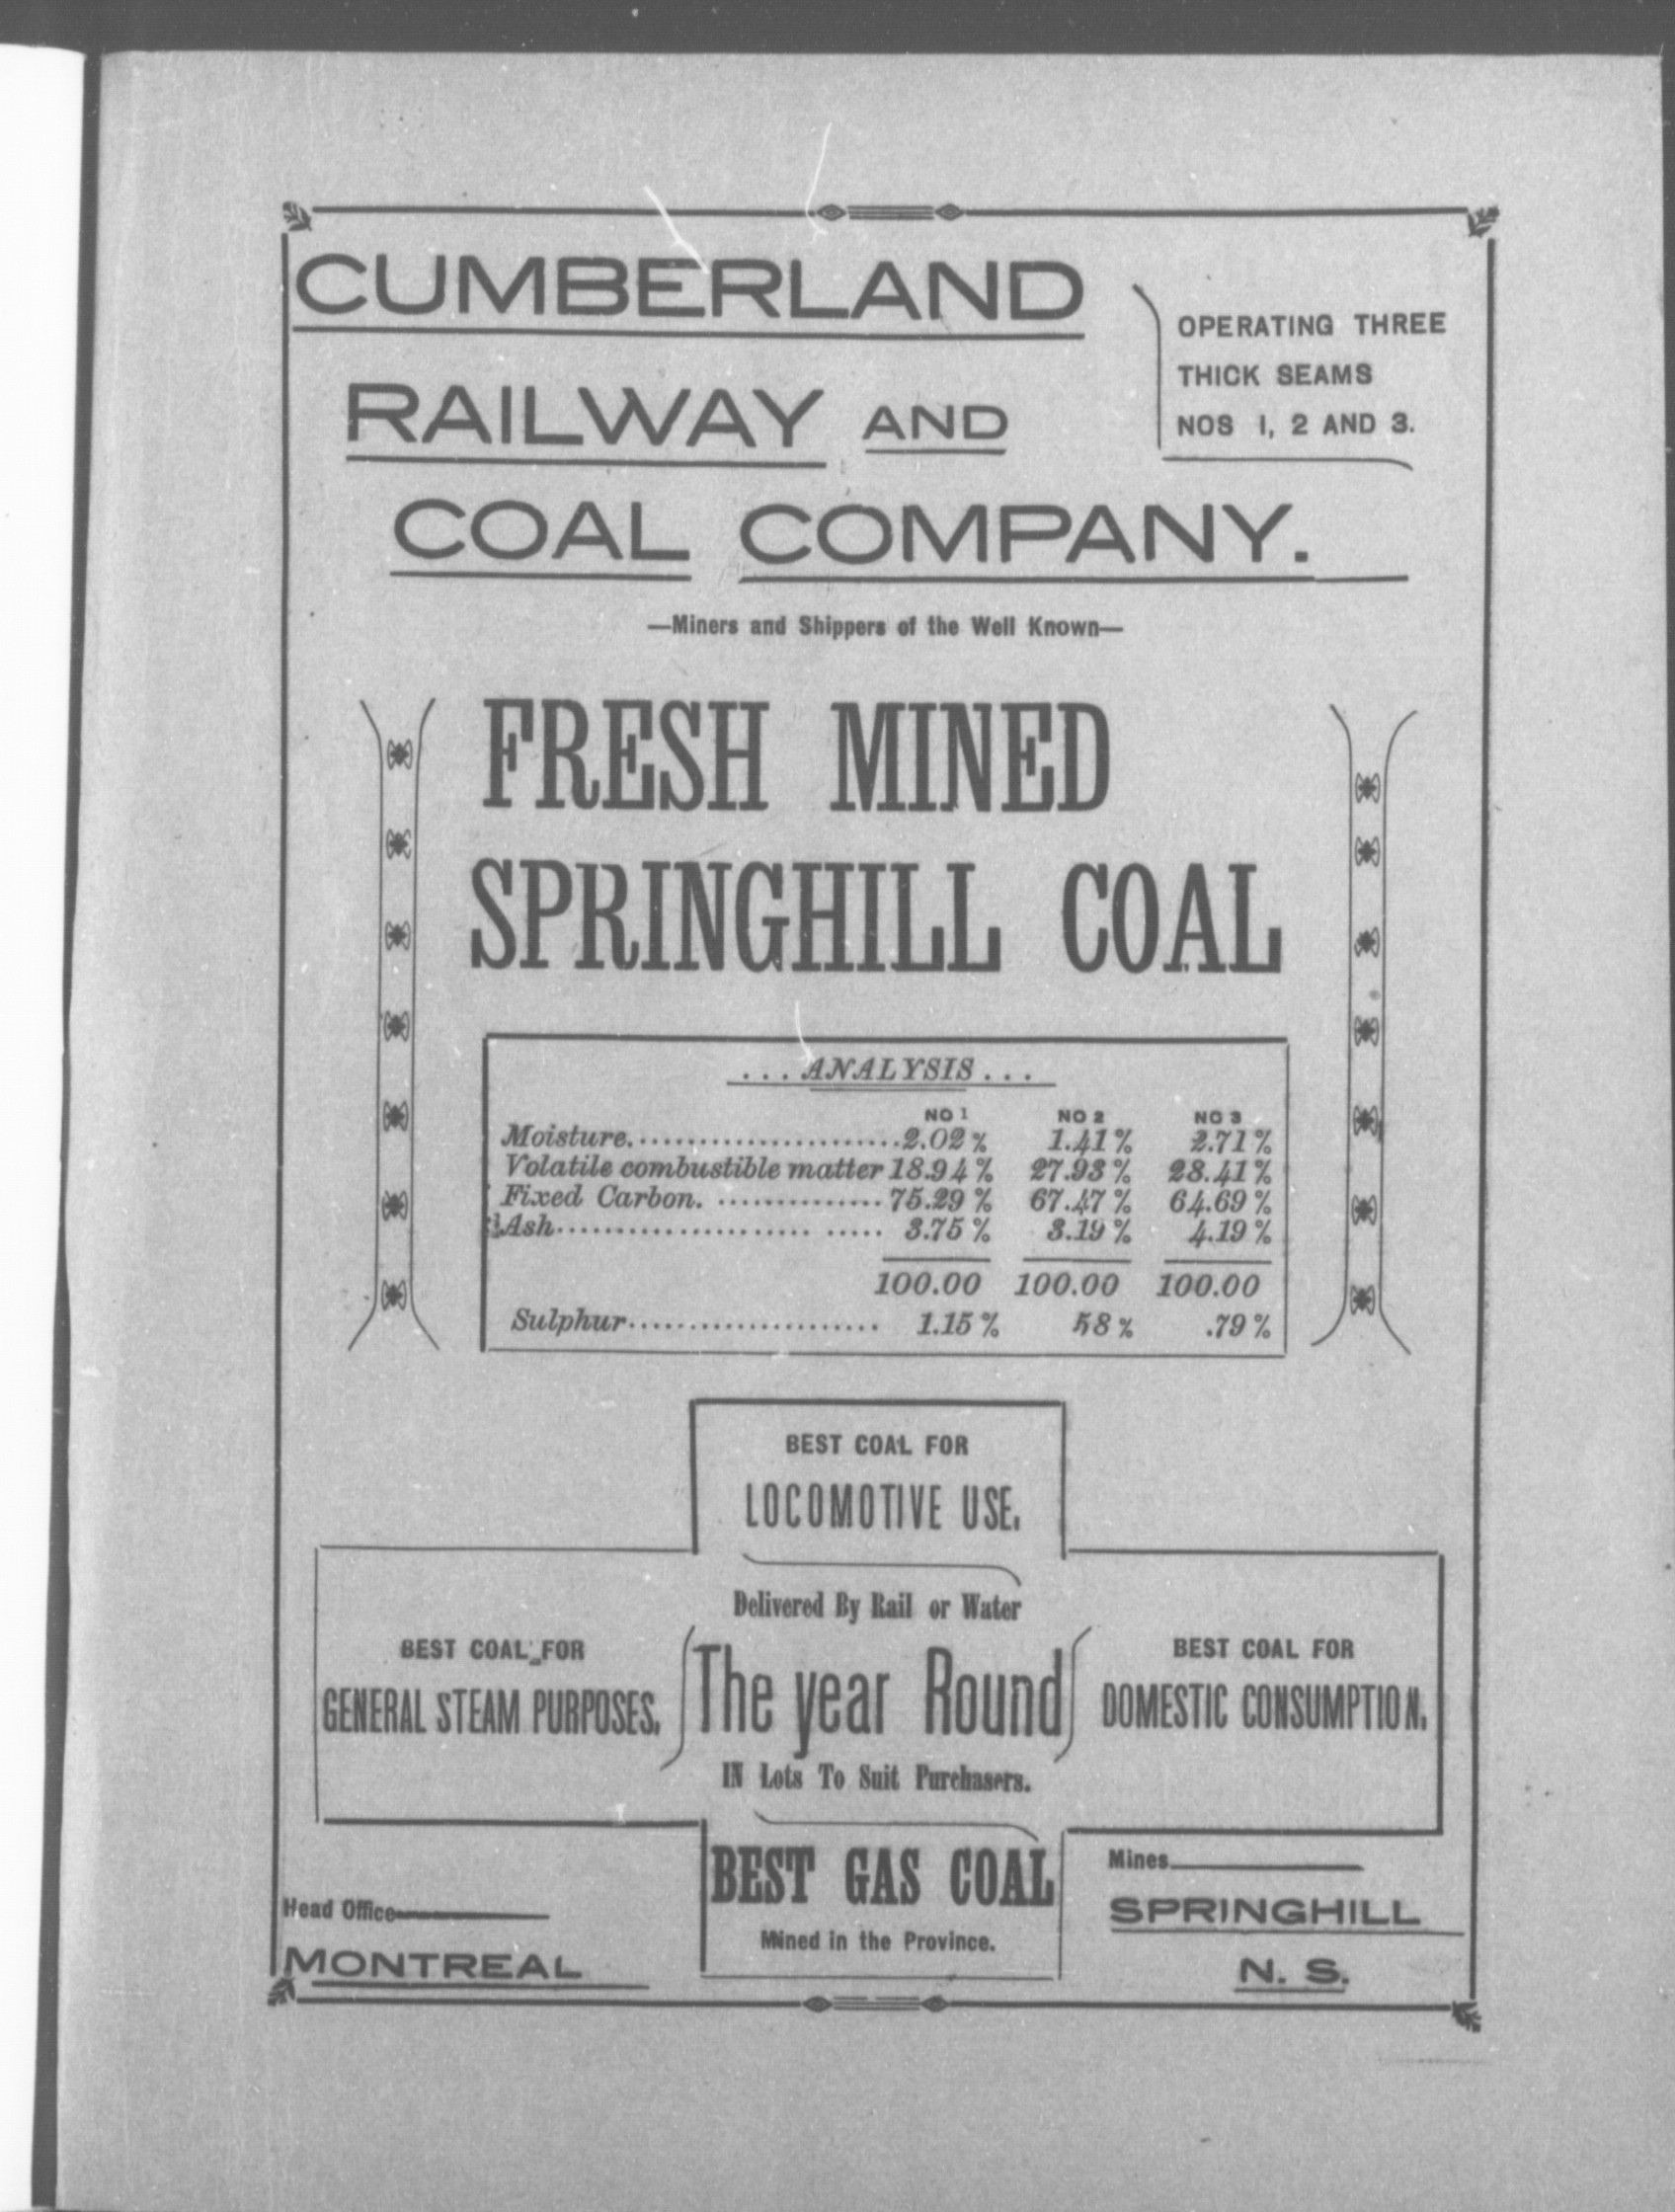 CUMBERLAND
RAILWAY AND
COAL COMPANY.
OPERATING THREE
THICK SEAMS
NOS 1, 2 AND 3.
—Miners and Shippers of the Well Known—
FRESH MINED
SPRINGHILL COAL
...ANALYSIS...
NO 1 NO 2 NO 3
Moisture.......................2.02% 1.41% 2.71%
Volatile combustible matter 18.94% 27.93% 28.41%
Fixed Carbon. ............... 75.29% 67.47% 64.69%
Ash..................... ..... 3.75% 3.19% 4.19%
100.00 100.00 100.00
Sulphur..................... 1.15% 58% .79%
BEST COAL FOR
LOCOMOTIVE USE.
BEST COAL FOR
GENERAL STEAM PURPOSES.
Delivered By Rail or Water
The year Round
IN Lots To Suit Purchasers.
BEST COAL FOR
DOMESTIC CONSUMPTION.
BEST GAS COAL
Mined in the Province.
Head Office
MONTREAL
Mines
SPRINGHILL
N. S.